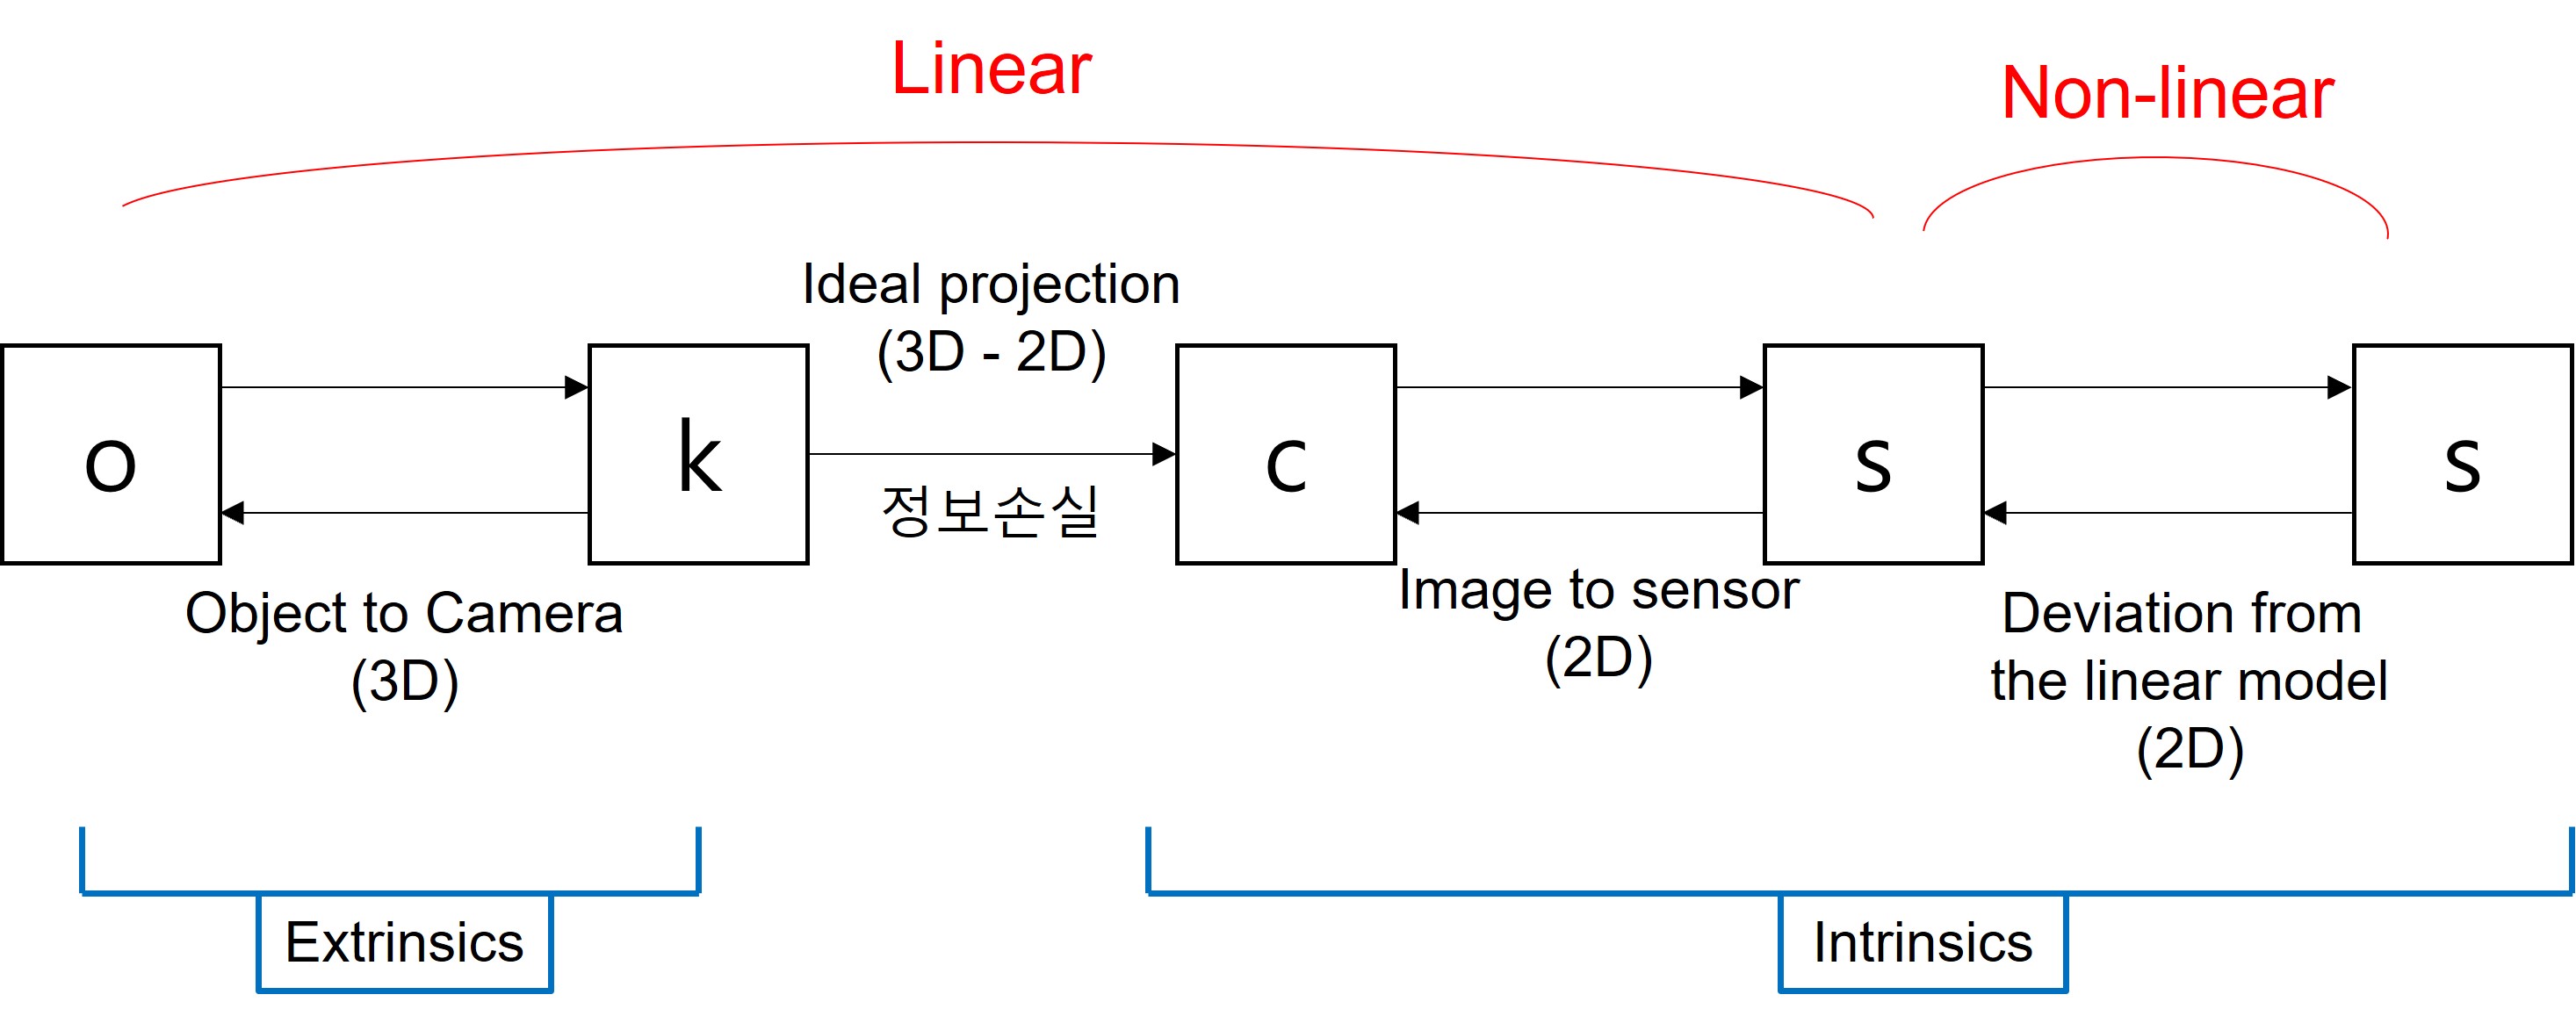 Linear
Non-linear
Ideal projection
(3D - 2D)
o
k
c
s
s
정보손실
Object to Camera
(3D)
Image to sensor
(2D)
Deviation from
the linear model
(2D)
Extrinsics
Intrinsics